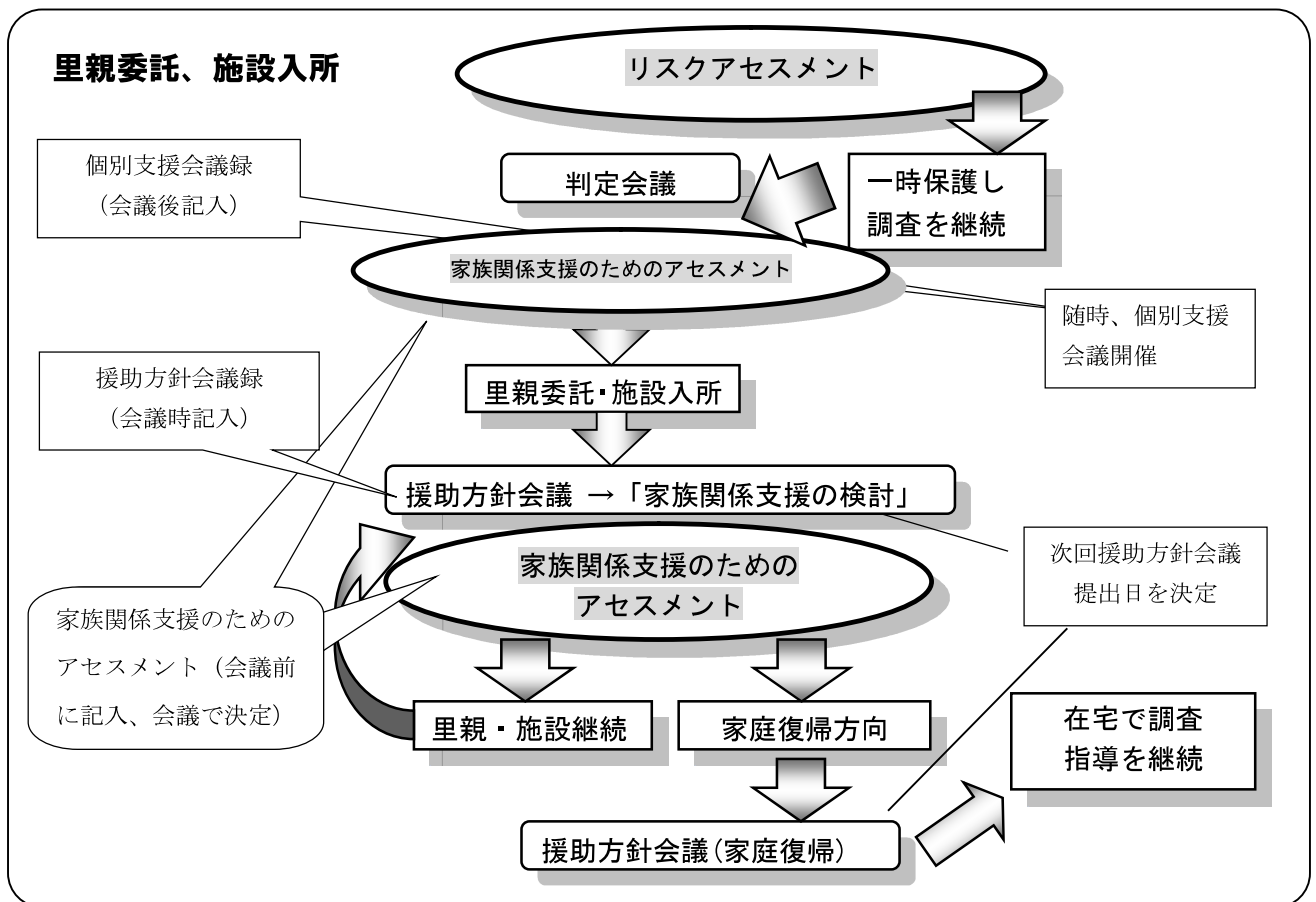 里親委託、施設入所
リスクアセスメント
個別支援会議録
（会議後記入）
判定会議
一時保護し
調査を継続
家族関係支援のためのアセスメント
随時、個別支援
会議開催
援助方針会議録
（会議時記入）
里親委託・施設入所
援助方針会議 →「家族関係支援の検討」
家族関係支援のための
アセスメント
次回援助方針会議
提出日を決定
家族関係支援のための
アセスメント（会議前
に記入、会議で決定）
里親・施設継続
家庭復帰方向
在宅で調査
指導を継続
援助方針会議（家庭復帰）